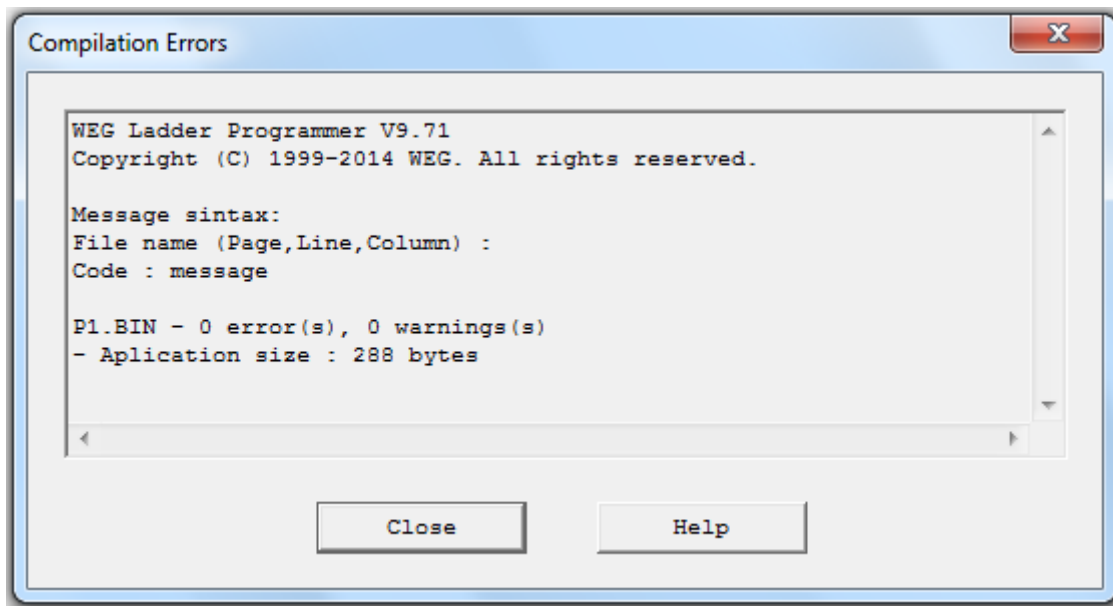 Compilation Errors
WEG Ladder Programmer V9.71
Copyright (C) 1999-2014 WEG. All rights reserved.
Message sintax:
File name (Page,Line,Column) :
Code : message
P1.BIN - 0 error(s), 0 warnings(s)
- Aplication size : 288 bytes
Close
Help